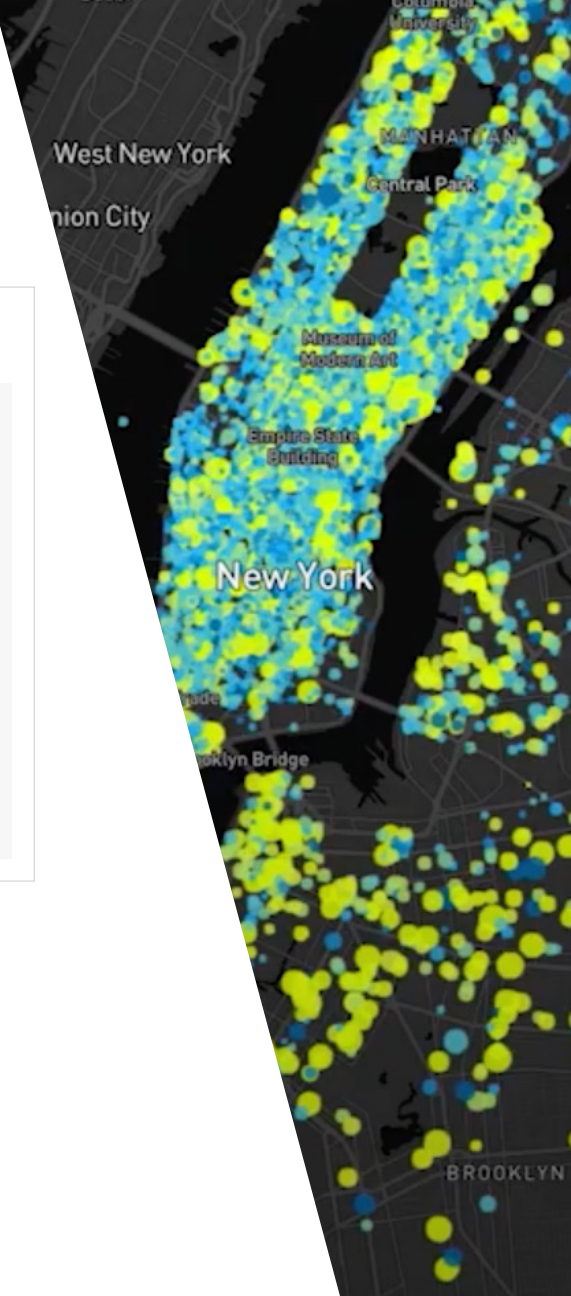 Columbia
University
West New York
MANHATTAN
Central Park
nion City
Museum of
Modern Art
Empire State
Building
New York
ade
oklyn Bridge
BROOKLYN